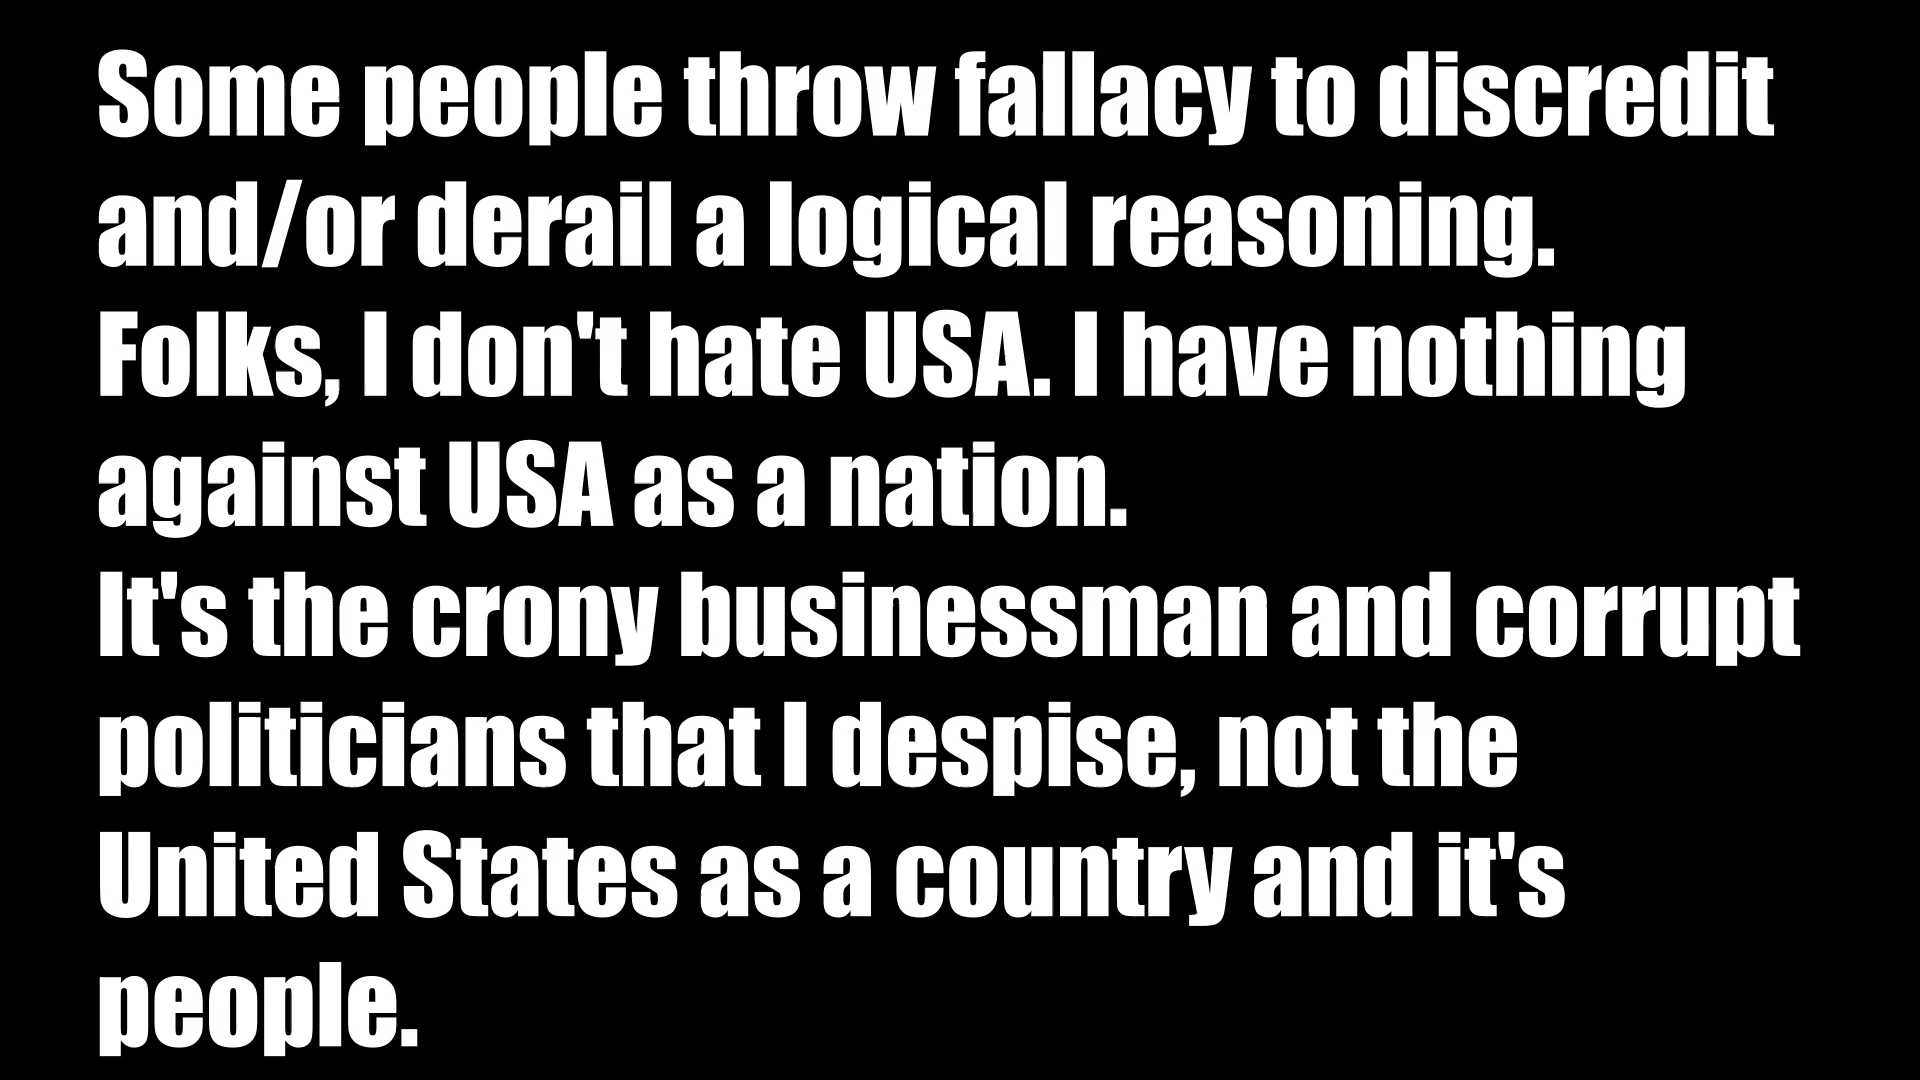 Some people throw fallacy to discredit
and/or derail a logical reasoning.
Folks, I don't hate USA. I have nothing
against USA as a nation.
It's the crony businessman and corrupt
politicians that I despise, not the
United States as a country and it's
people.